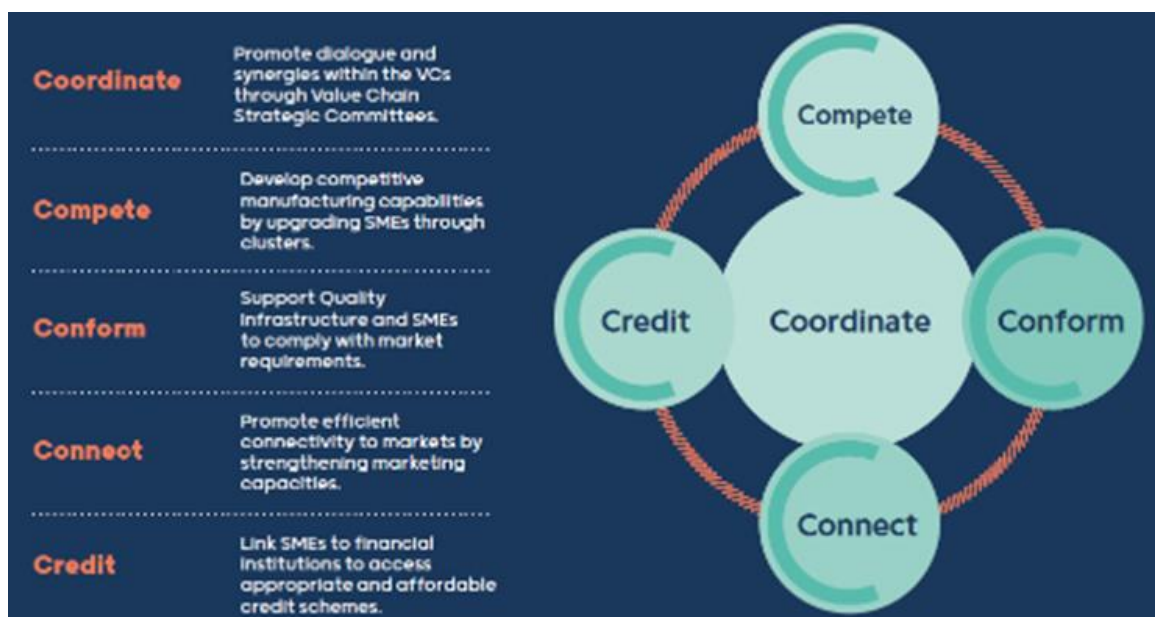 Coordinate
Promote dialogue and
synergies within the VCs
through Value Chain
Strategic Committees.
Compete
Develop competitive
manufacturing capabilities
by upgrading SMEs through
clusters.
Conform
Support Quality
Infrastructure and SMEs
to comply with market
requirements.
Connect
Promote efficient
connectivity to markets by
strengthening marketing
capacities.
Credit
Link SMEs to financial
institutions to access
appropriate and affordable
credit schemes.
Compete
Credit
Coordinate
Conform
Connect